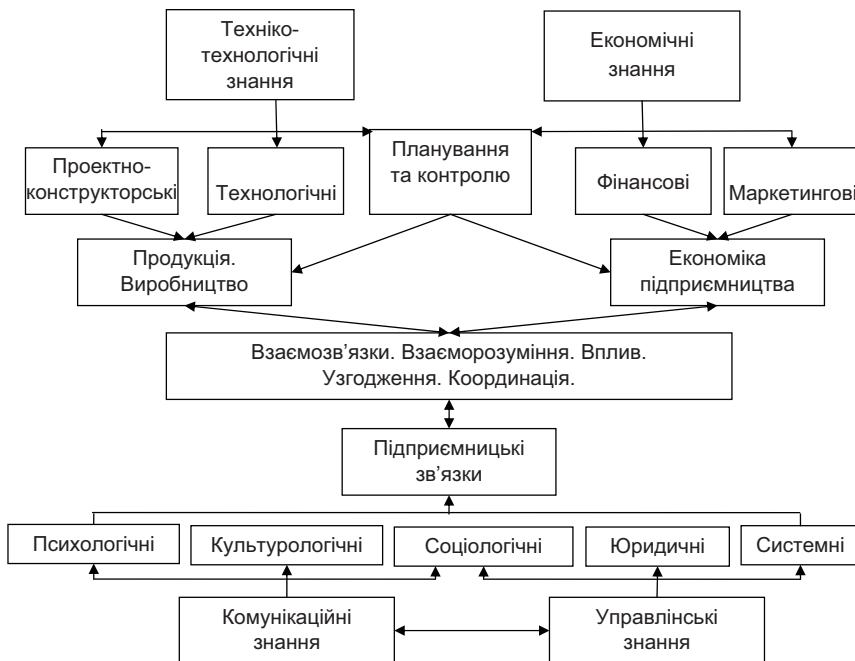 Техніко-
технологічні
знання
Економічні
знання
Проектно-
конструкторські
Технологічні
Планування
та контролю
Фінансові
Маркетингові
Продукція.
Виробництво
Економіка
підприємництва
Взаємозв’язки. Взаєморозуміння. Вплив.
Узгодження. Координація.
Підприємницькі
зв’язки
Психологічні
Культурологічні
Соціологічні
Юридичні
Системні
Комунікаційні
знання
Управлінські
знання